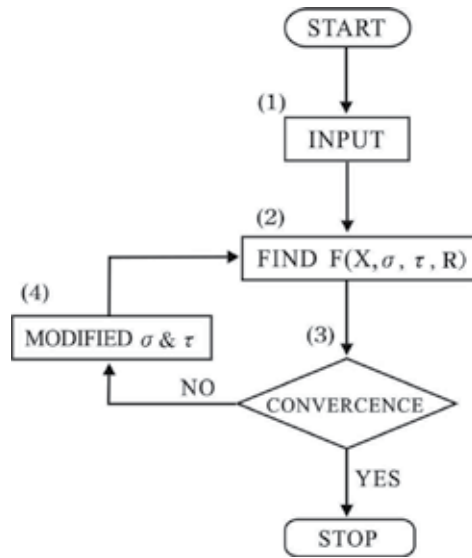 START
(1)
INPUT
(2)
FIND F(X, σ, τ, R)
(4)
(3)
MODIFIED σ & τ
NO
CONVERCENCE
YES
STOP